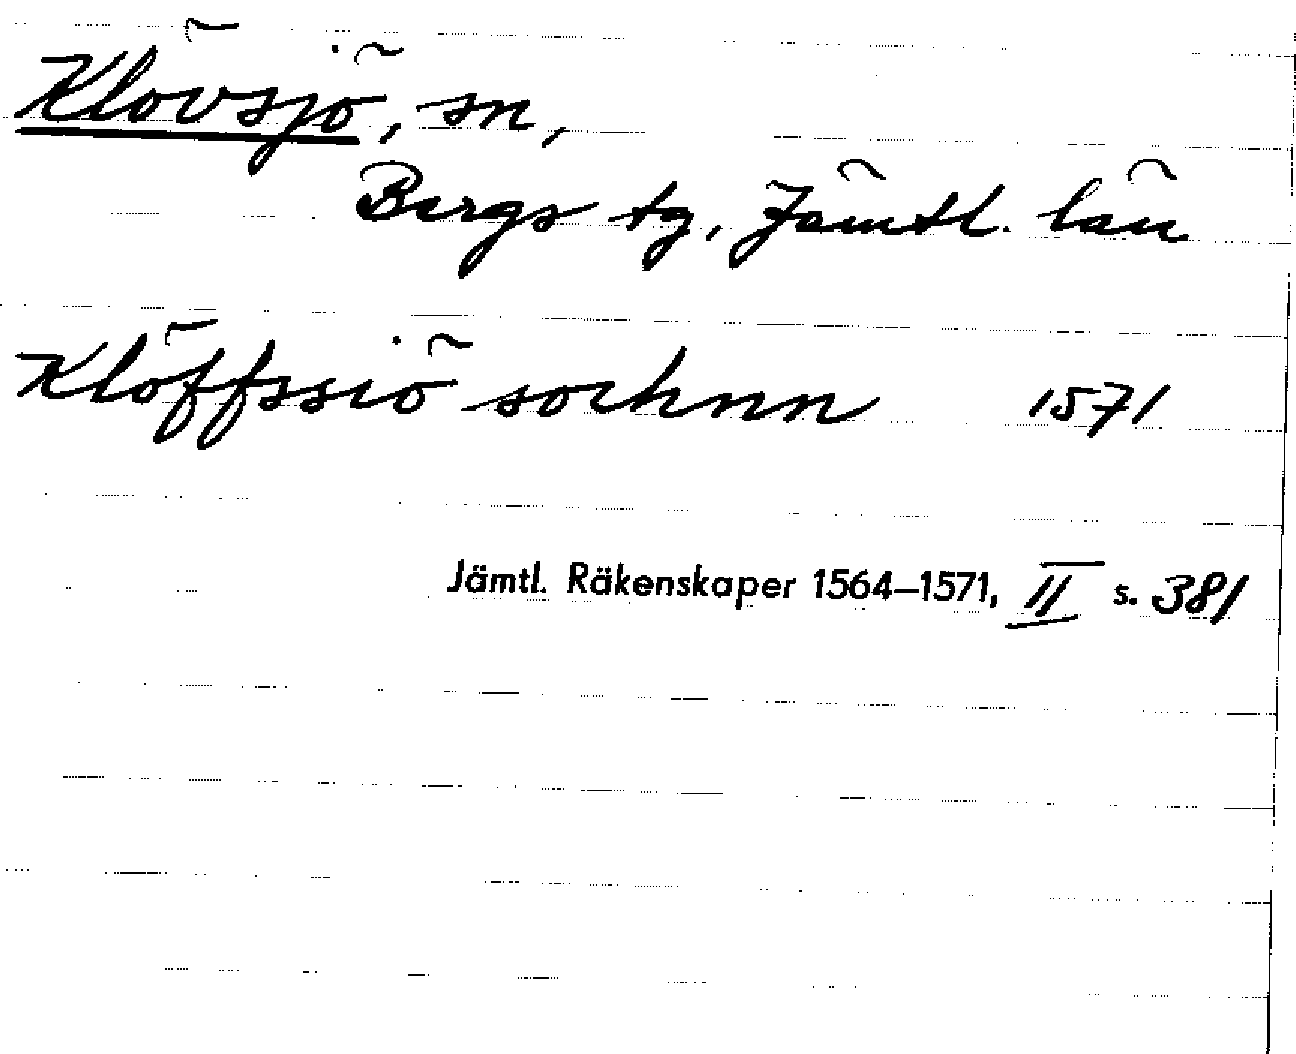 Klövsjö, sn,
Bergs tg, Jämtl. län
Klöffssiö sochnn 1571
Jämtl. Räkenskaper 1564–1571, II s. 381